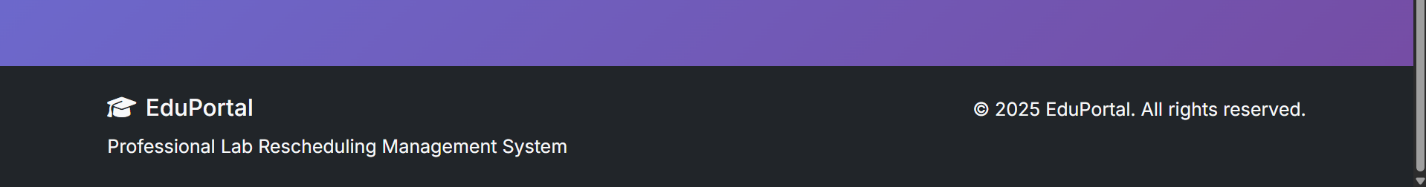 EduPortal
© 2025 EduPortal. All rights reserved.
Professional Lab Rescheduling Management System